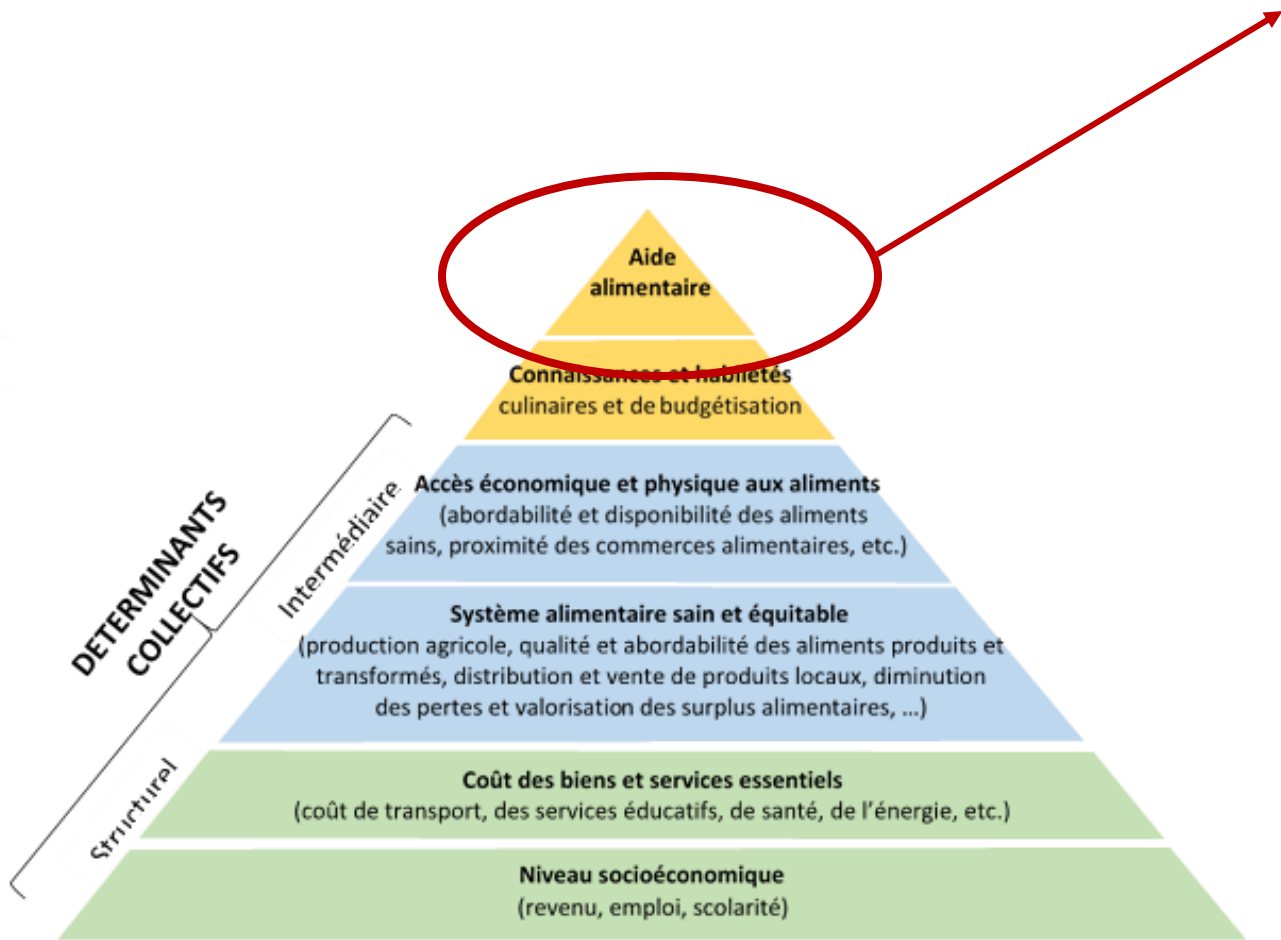 Aide
alimentaire
Connaissances et habiletés
culinaires et de budgétisation
Accès économique et physique aux aliments
(abordabilité et disponibilité des aliments
sains, proximité des commerces alimentaires, etc.)
Système alimentaire sain et équitable
(production agricole, qualité et abordabilité des aliments produits et
transformés, distribution et vente de produits locaux, diminution
des pertes et valorisation des surplus alimentaires, ...)
Coût des biens et services essentiels
(coût de transport, des services éducatifs, de santé, de l'énergie, etc.)
Niveau socioéconomique
(revenu, emploi, scolarité)
DETERMINANTS
COLLECTIFS
Intermédiaire
Structurel